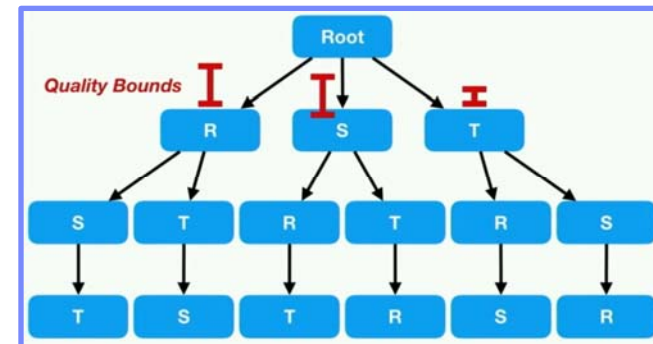 Root
Quality Bounds
R S T
S T R T R S
T S T R S R